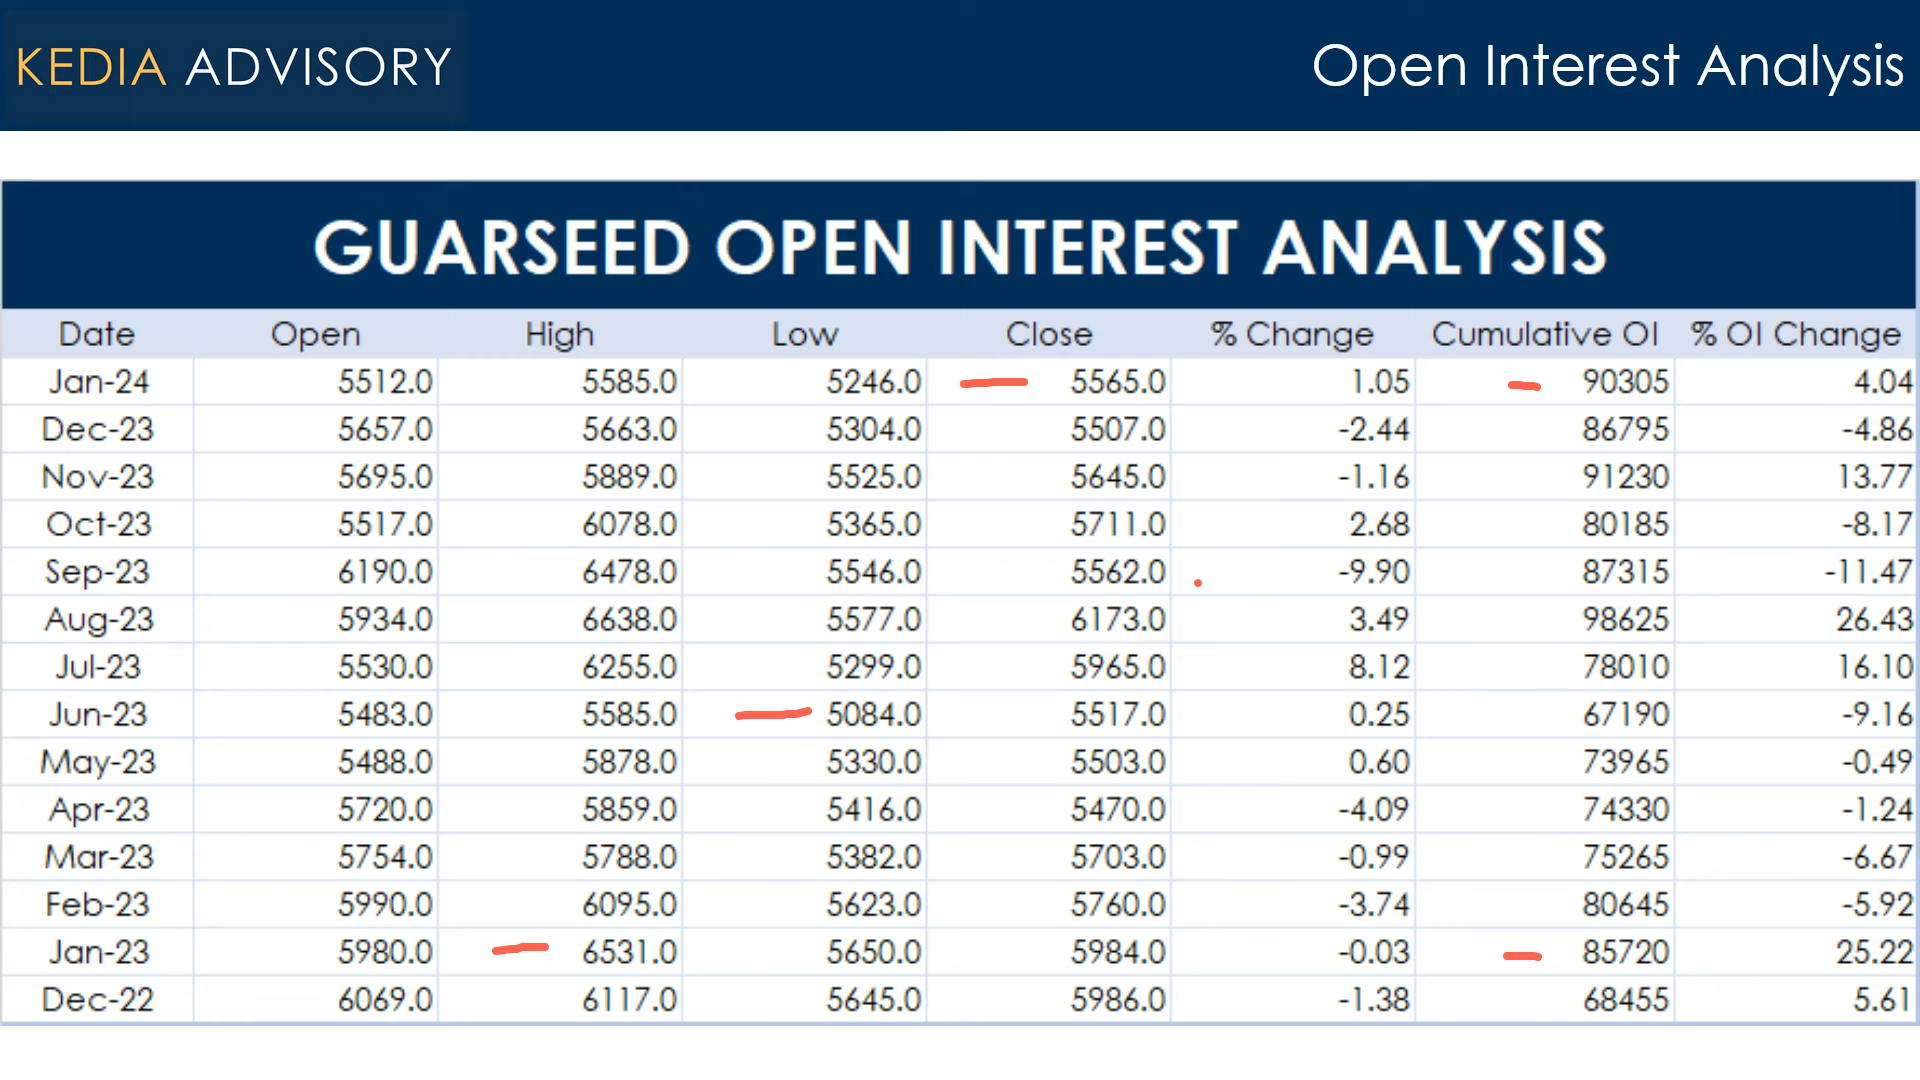 KEDIA ADVISORY
Open Interest Analysis
GUARSEED OPEN INTEREST ANALYSIS
Date Open High Low Close % Change Cumulative OI % OI Change
Jan-24 5512.0 5585.0 5246.0 5565.0 1.05 90305 4.04
Dec-23 5657.0 5663.0 5304.0 5507.0 -2.44 86795 -4.86
Nov-23 5695.0 5889.0 5525.0 5645.0 -1.16 91230 13.77
Oct-23 5517.0 6078.0 5365.0 5711.0 2.68 80185 -8.17
Sep-23 6190.0 6478.0 5546.0 5562.0 -9.90 87315 -11.47
Aug-23 5934.0 6638.0 5577.0 6173.0 3.49 98625 26.43
Jul-23 5530.0 6255.0 5299.0 5965.0 8.12 78010 16.10
Jun-23 5483.0 5585.0 5084.0 5517.0 0.25 67190 -9.16
May-23 5488.0 5878.0 5330.0 5503.0 0.60 73965 -0.49
Apr-23 5720.0 5859.0 5416.0 5470.0 -4.09 74330 -1.24
Mar-23 5754.0 5788.0 5382.0 5703.0 -0.99 75265 -6.67
Feb-23 5990.0 6095.0 5623.0 5760.0 -3.74 80645 -5.92
Jan-23 5980.0 6531.0 5650.0 5984.0 -0.03 85720 25.22
Dec-22 6069.0 6117.0 5645.0 5986.0 -1.38 68455 5.61